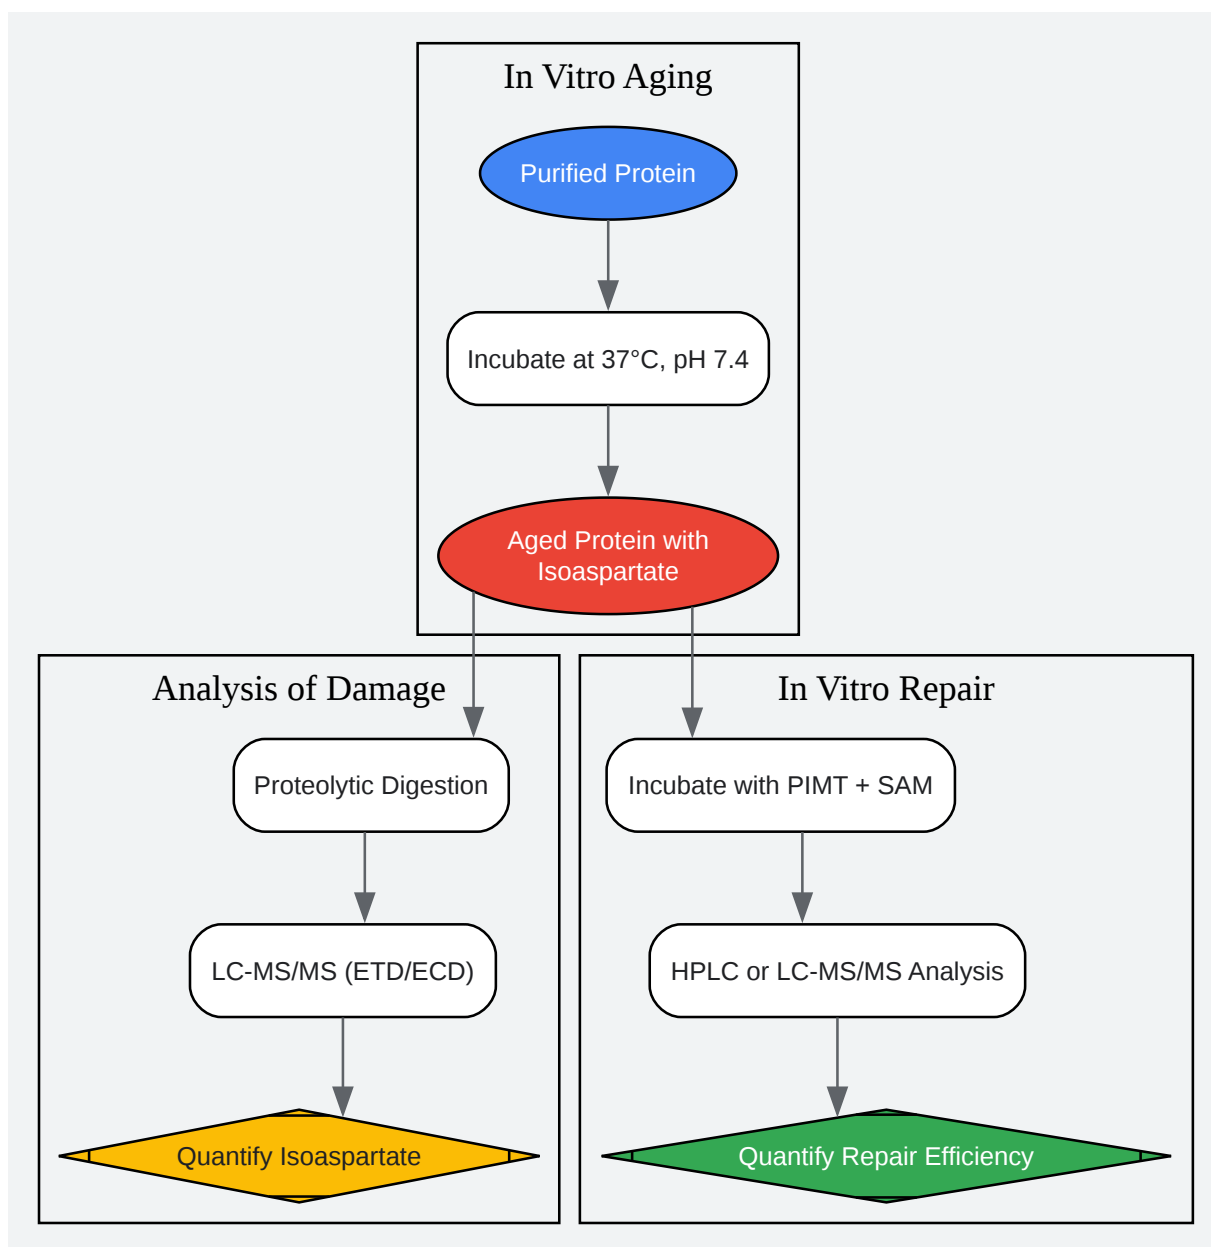 In Vitro Aging
Purified Protein
Incubate at 37°C, pH 7.4
Aged Protein with
Isoaspartate
Analysis of Damage
Proteolytic Digestion
LC-MS/MS (ETD/ECD)
Quantify Isoaspartate
In Vitro Repair
Incubate with PIMT + SAM
HPLC or LC-MS/MS Analysis
Quantify Repair Efficiency